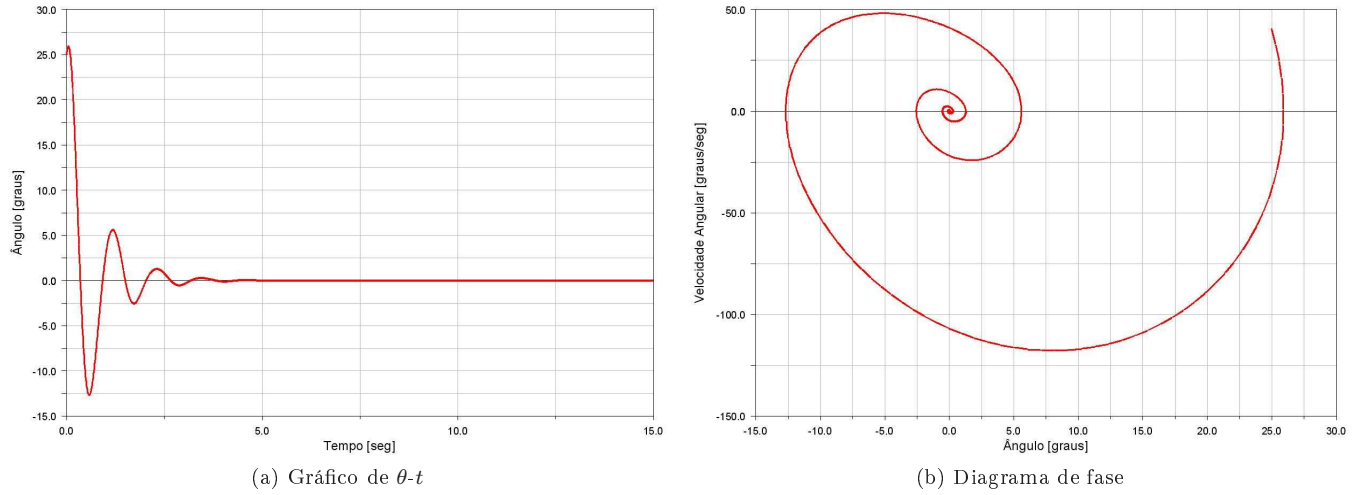 30.0
25.0
20.0
15.0
10.0
5.0
0.0
-5.0
-10.0
-15.0
Ângulo [graus]
0.0 5.0 10.0 15.0
Tempo [seg]
(a) Gráfico de θ-t
50.0
0.0
-50.0
-100.0
-150.0
Velocidade Angular [graus/seg]
-15.0 -10.0 -5.0 0.0 5.0 10.0 15.0 20.0 25.0 30.0
Ângulo [graus]
(b) Diagrama de fase